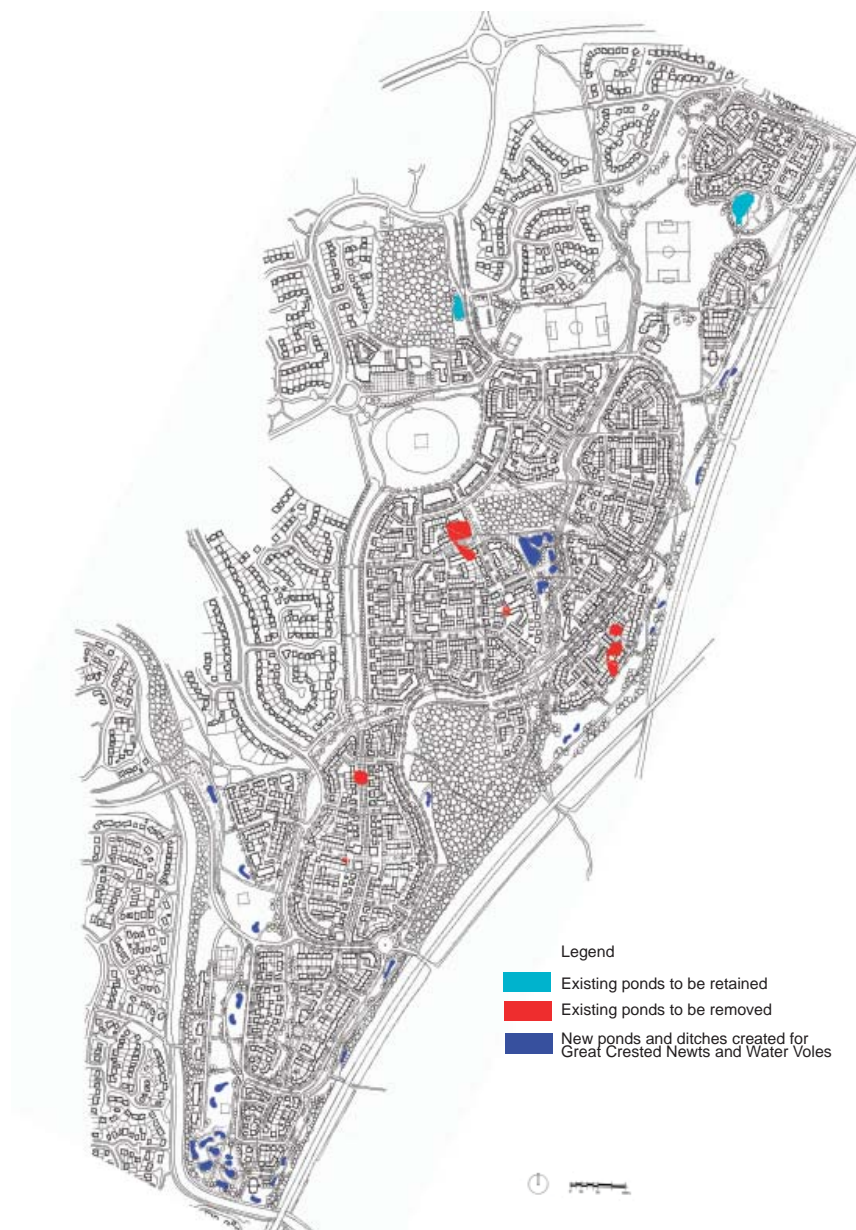 Legend
Existing ponds to be retained
Existing ponds to be removed
New ponds and ditches created for
Great Crested Newts and Water Voles